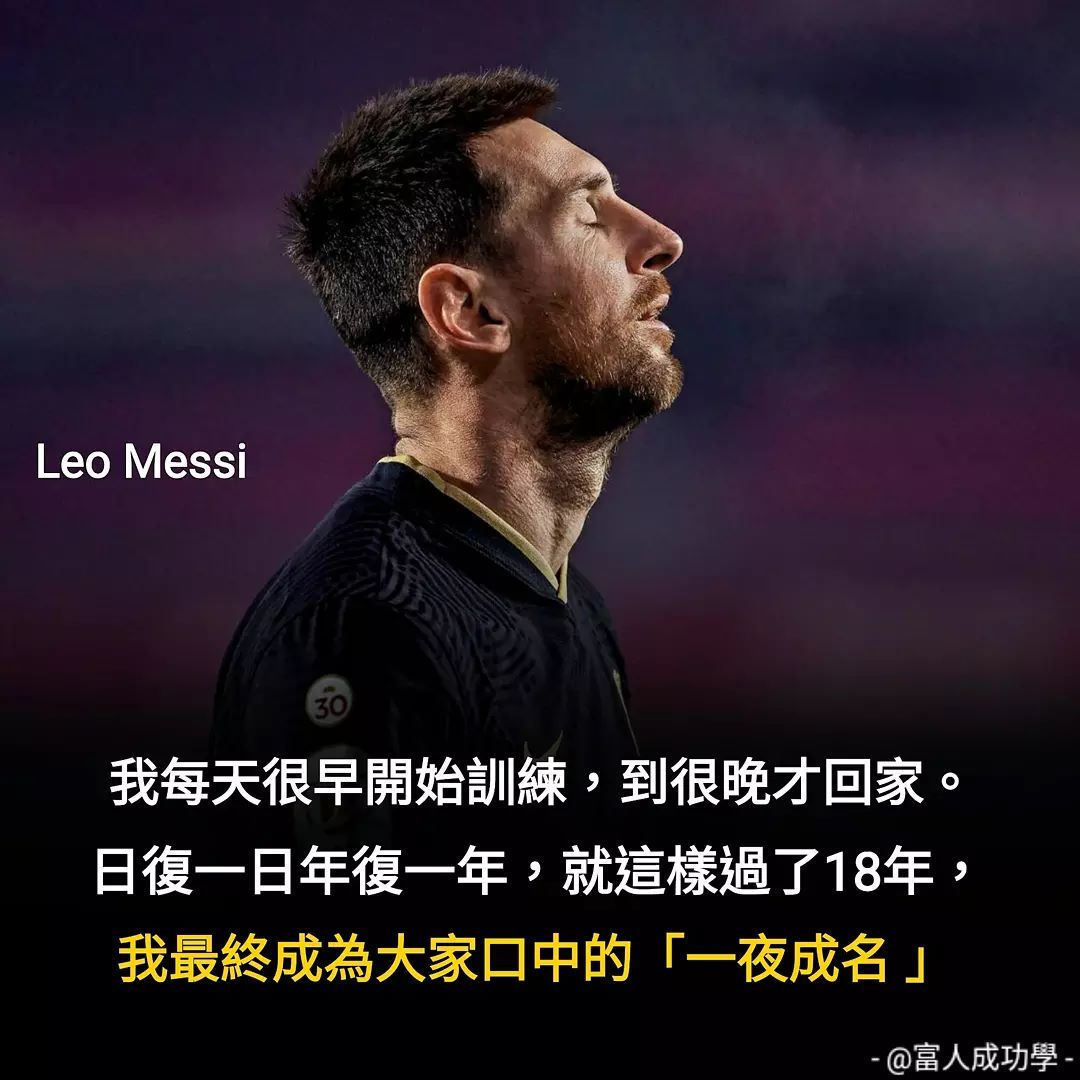 Leo Messi
30
我每天很早開始訓練，到很晚才回家。
日復一日年復一年，就這樣過了18年，
我最終成為大家口中的「一夜成名」
- @富人成功學 -